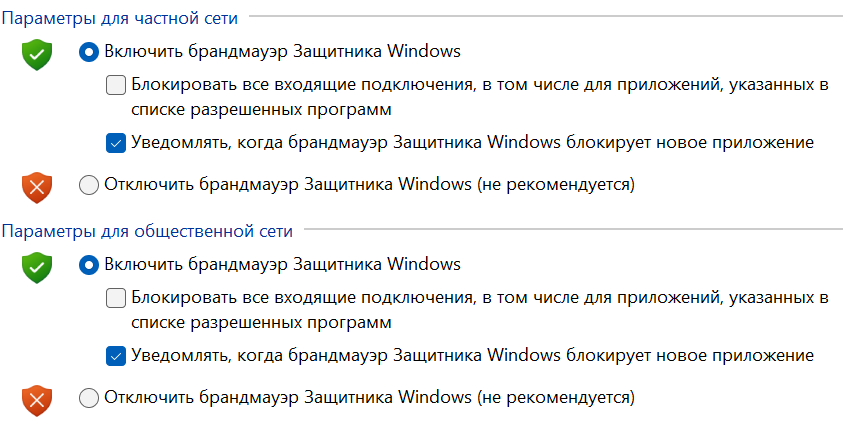 Параметры для частной сети
Включить брандмауэр Защитника Windows
Блокировать все входящие подключения, в том числе для приложений, указанных в
списке разрешенных программ
Уведомлять, когда брандмауэр Защитника Windows блокирует новое приложение
Отключить брандмауэр Защитника Windows (не рекомендуется)
Параметры для общественной сети
Включить брандмауэр Защитника Windows
Блокировать все входящие подключения, в том числе для приложений, указанных в
списке разрешенных программ
Уведомлять, когда брандмауэр Защитника Windows блокирует новое приложение
Отключить брандмауэр Защитника Windows (не рекомендуется)